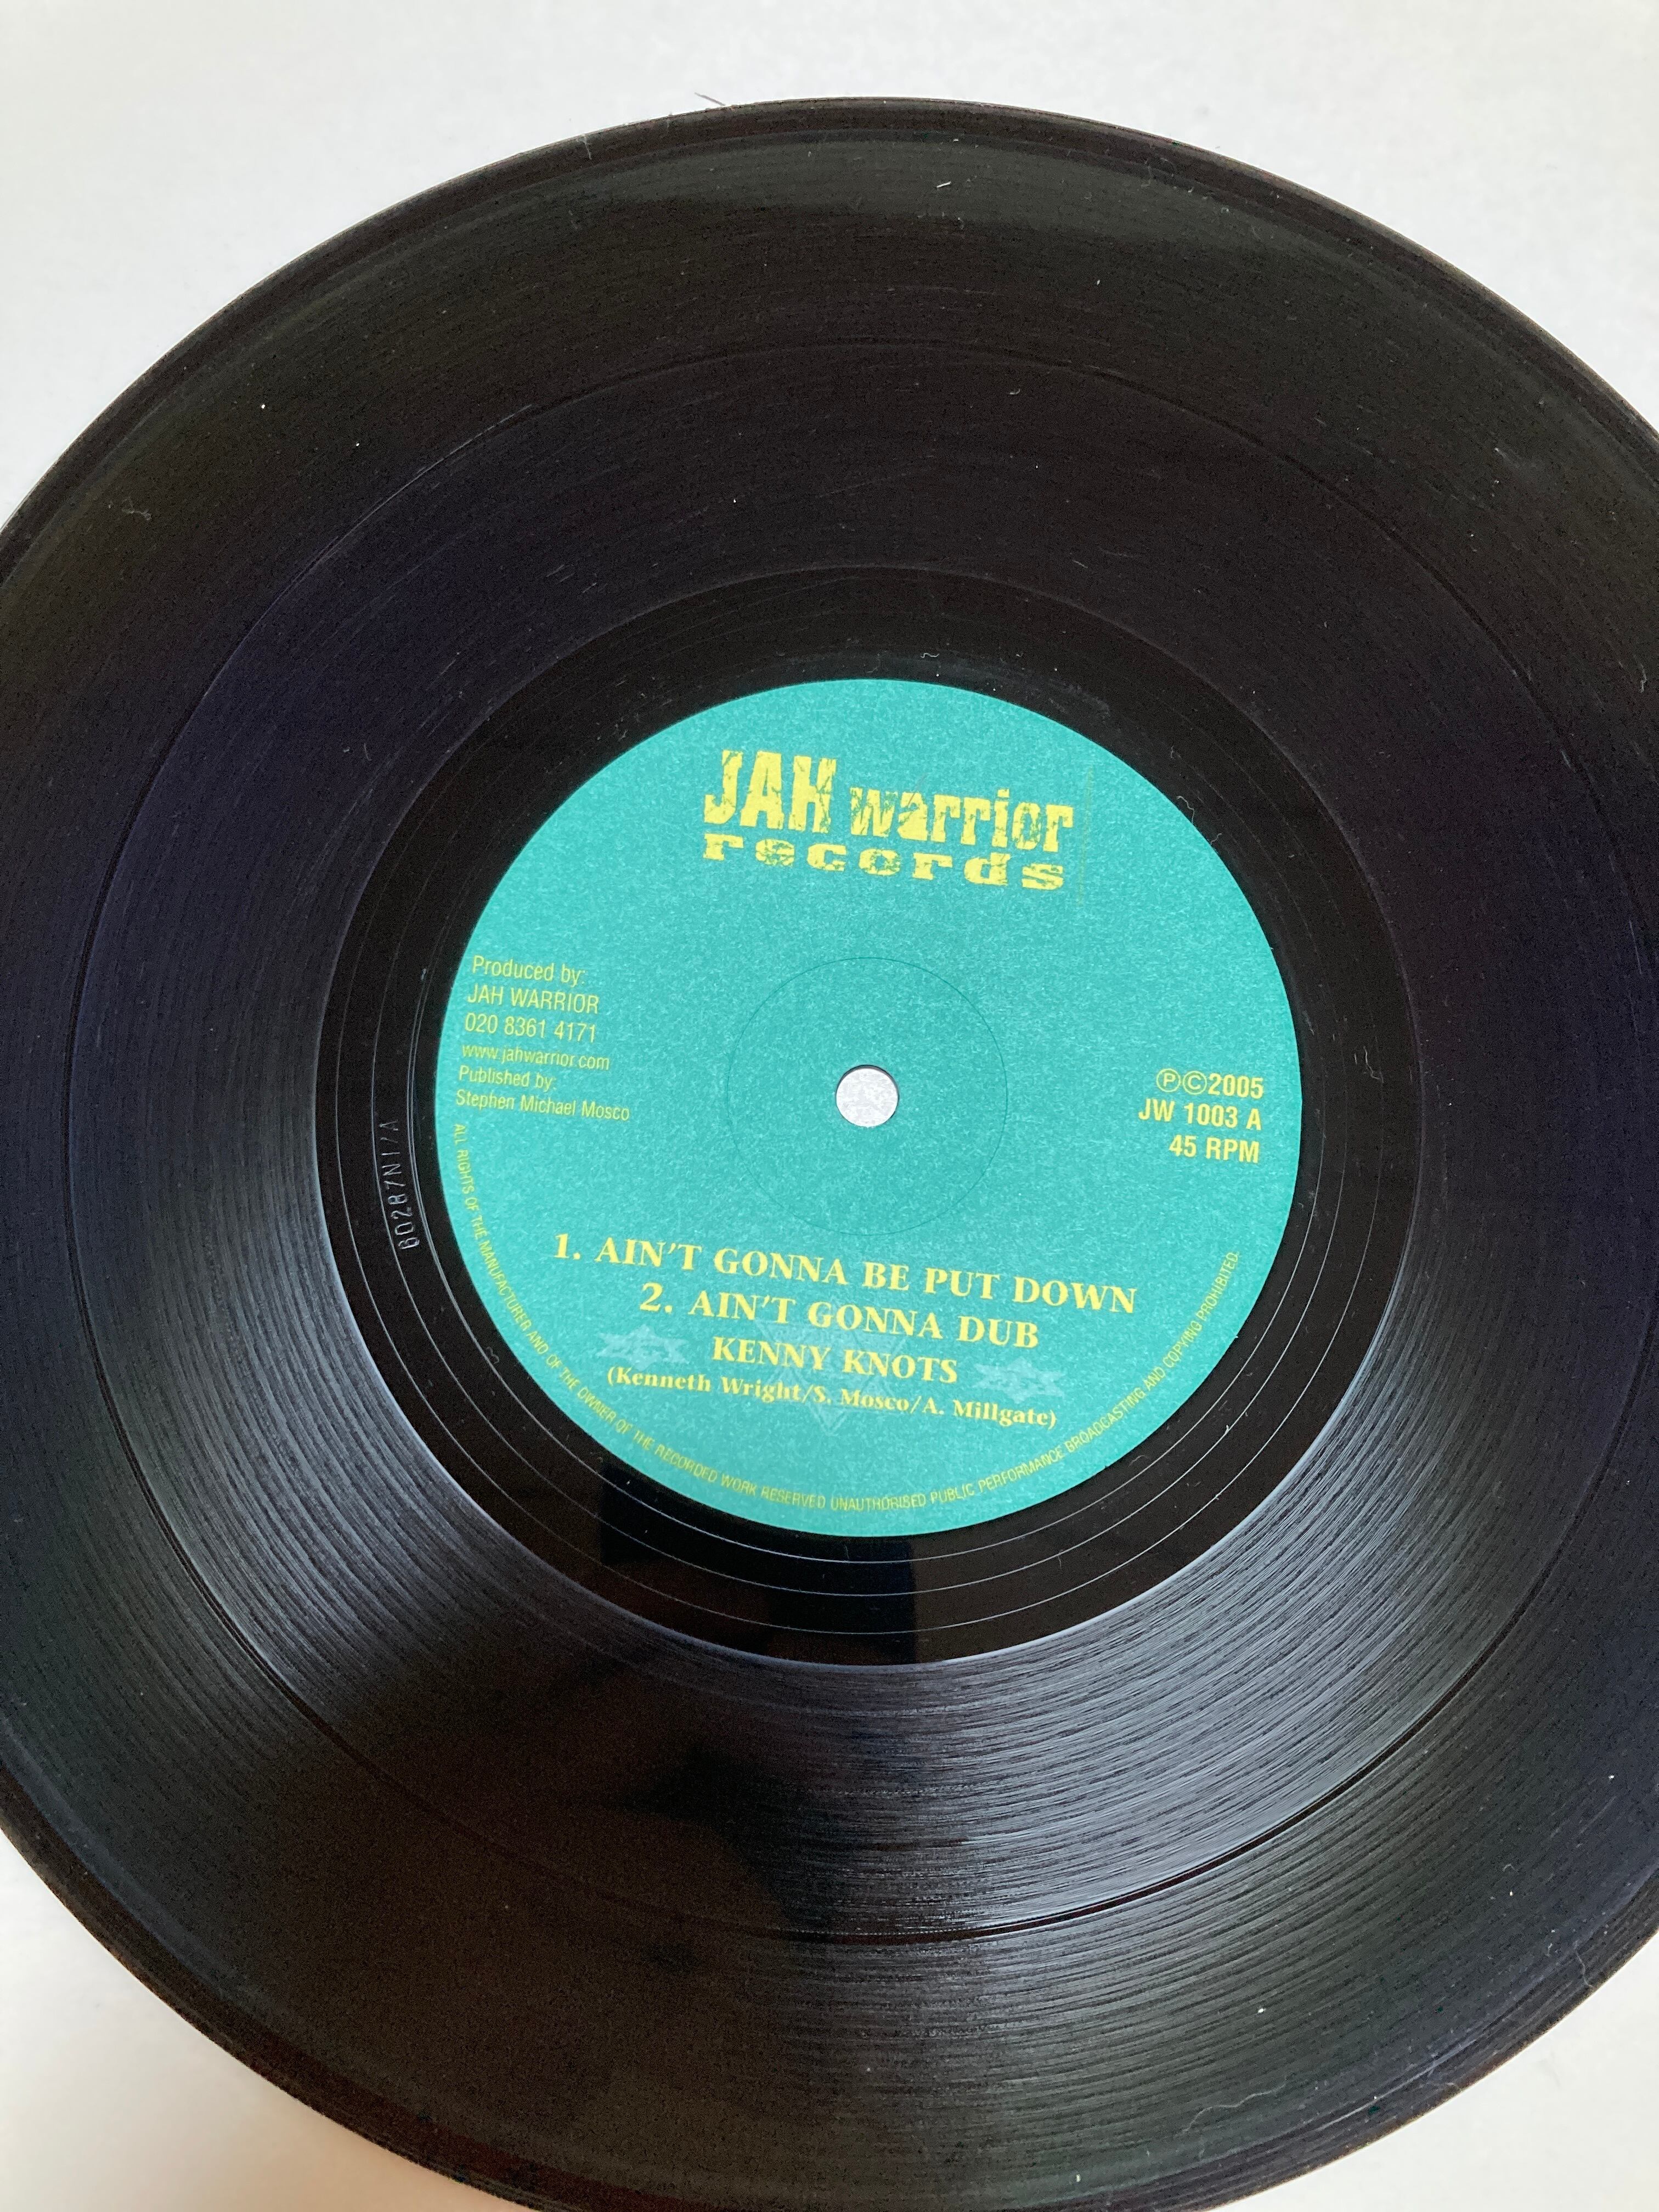 JAH warrior
records
Produced by:
JAH WARRIOR
020 8361 4171
www.jahwarrior.com
Published by:
Stephen Michael Mosco
℗©2005
JW 1003 A
45 RPM
1. AIN'T GONNA BE PUT DOWN
2. AIN'T GONNA DUB
KENNY KNOTS
(Kenneth Wright/S. Mosco/A. Millgate)
ALL RIGHTS OF THE MANUFACTURER AND OF THE OWNER OF THE RECORDED WORK RESERVED UNAUTHORISED PUBLIC PERFORMANCE BROADCASTING AND COPYING PROHIBITED.
60287N1/A